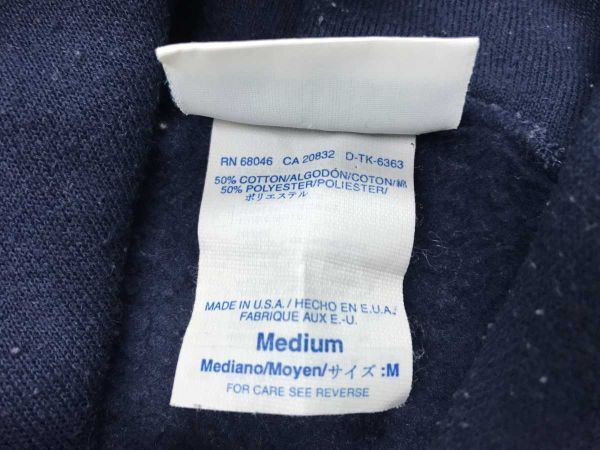 RN 68046 CA 20832 D-TK-6363
50% COTTON/ALGODÓN/COTON/綿
50% POLYESTER/POLIESTER/
ポリエステル
MADE IN U.S.A./HECHO EN E.U.A./
FABRIQUE AUX E.-U.
Medium
Mediano/Moyen/サイズ:M
FOR CARE SEE REVERSE